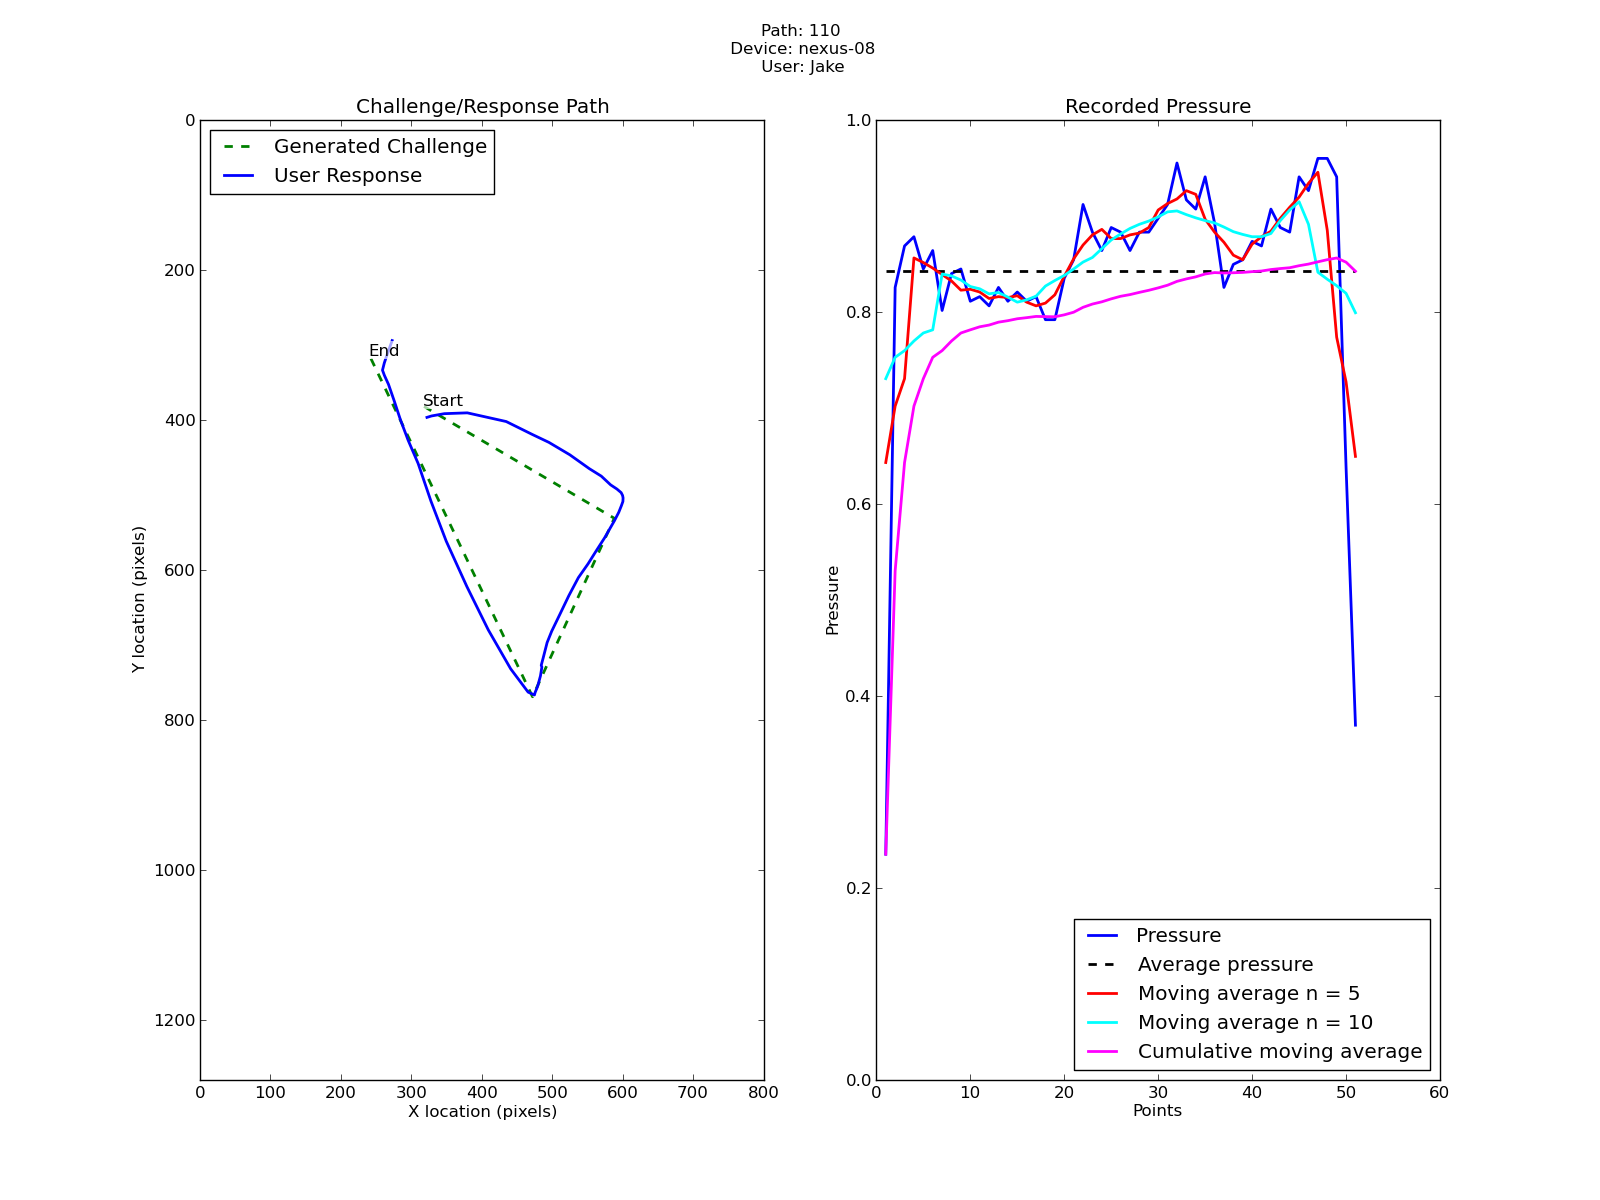 Path: 110
Device: nexus-08
User: Jake
Challenge/Response Path
Generated Challenge
User Response
0
200
400
600
800
1000
1200
Y location (pixels)
End
Start
0 100 200 300 400 500 600 700 800
X location (pixels)
Recorded Pressure
1.0
0.8
0.6
0.4
0.2
0.0
Pressure
Pressure
Average pressure
Moving average n = 5
Moving average n = 10
Cumulative moving average
0 10 20 30 40 50 60
Points